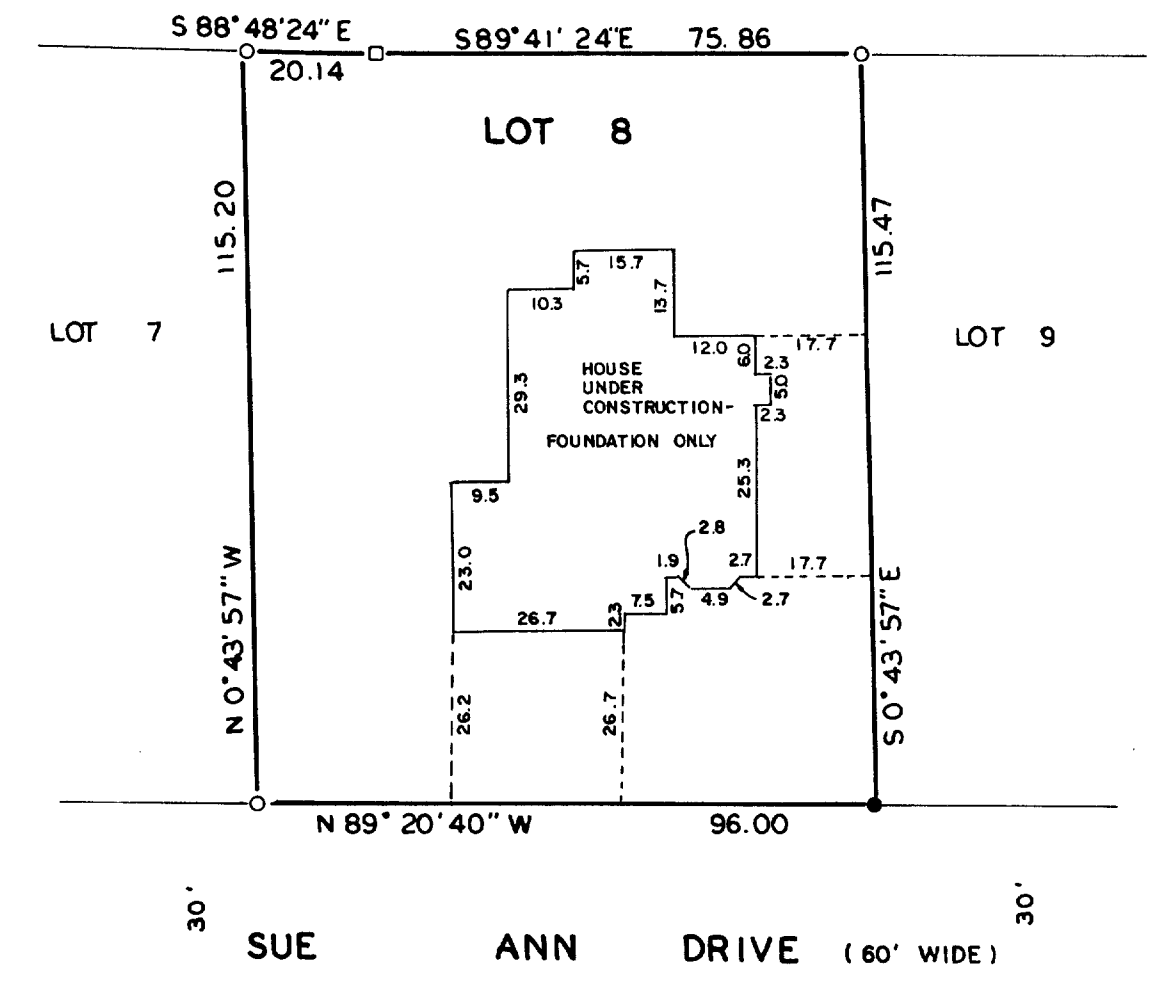 S 88°48'24" E
S89°41' 24"E 75.86
20.14
LOT 8
115.20
115.47
15.7
5.7
13.7
10.3
LOT 7
LOT 9
12.0
6.0
17.7
2.3
5.0
2.3
HOUSE
UNDER
CONSTRUCTION-
FOUNDATION ONLY
29.3
25.3
9.5
2.8
23.0
1.9
2.7
17.7
7.5
5.7
4.9
2.7
26.7
2.3
N 0°43'57" W
S 0°43'57" E
26.2
26.7
N 89° 20'40" W 96.00
30'
30'
SUE ANN DRIVE (60' WIDE)